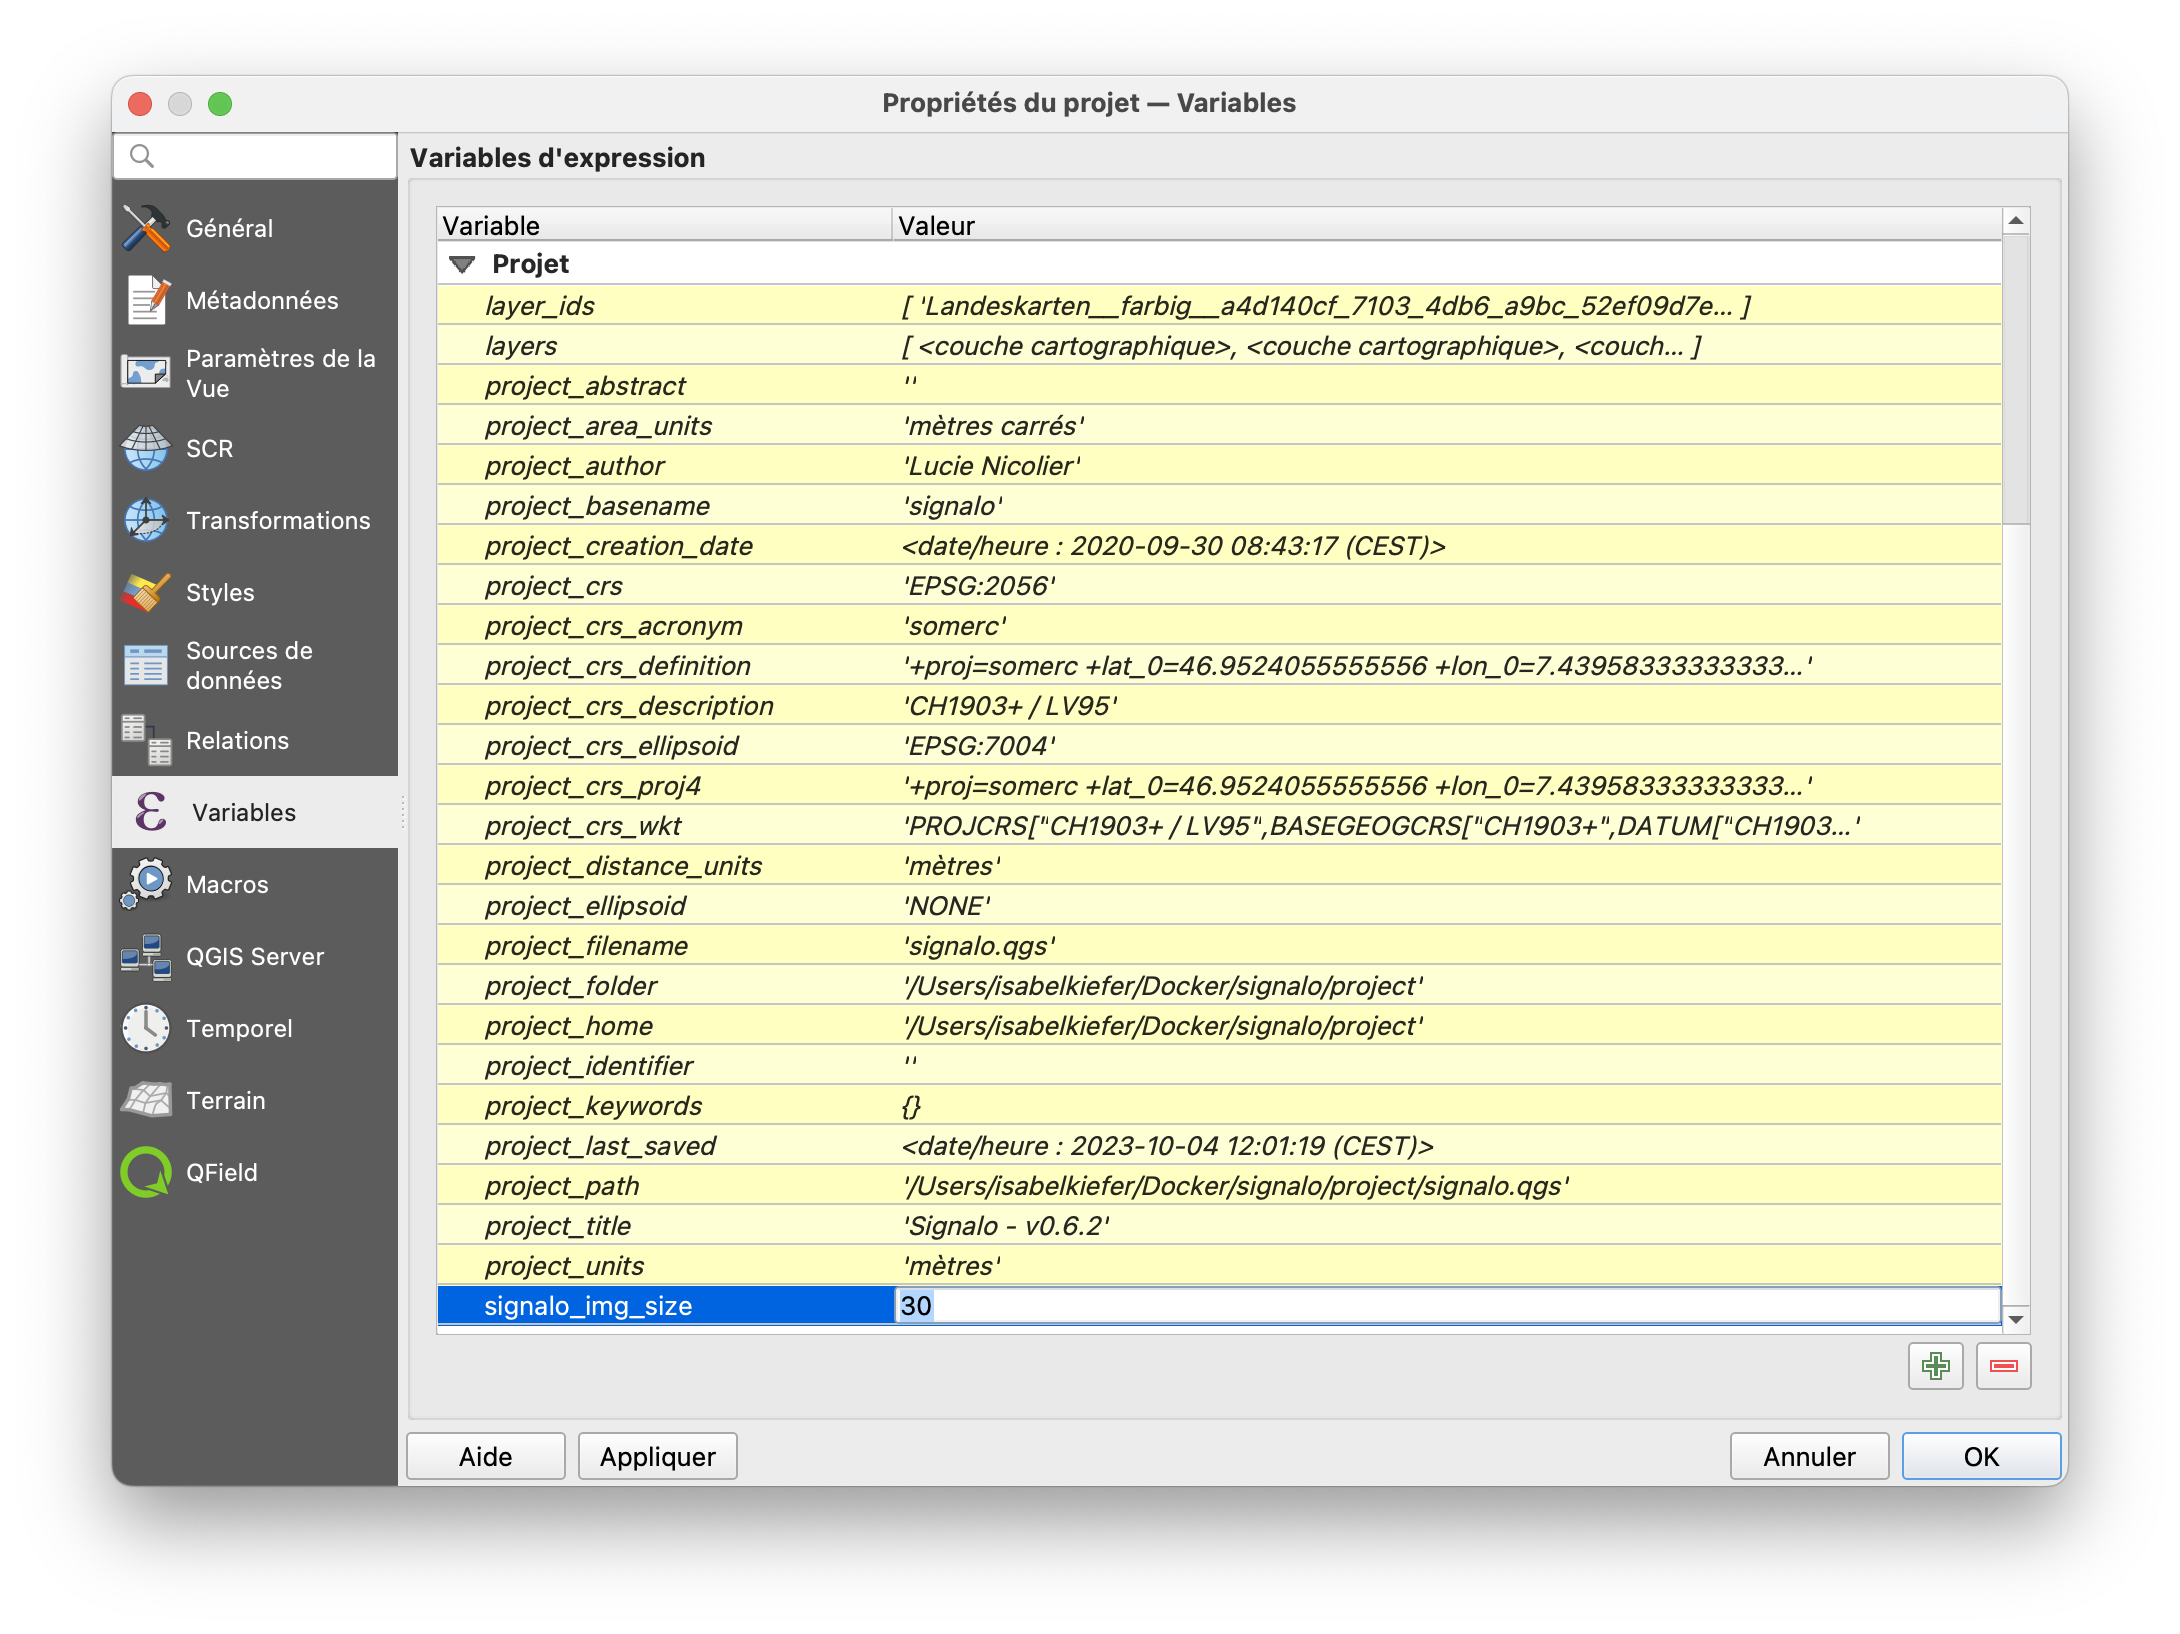 Propriétés du projet — Variables
Variables d'expression
Général
Métadonnées
Paramètres de la
Vue
SCR
Transformations
Styles
Sources de
données
Relations
Variables
Macros
QGIS Server
Temporel
Terrain
QField
Variable Valeur
Projet
layer_ids [ 'Landeskarten__farbig__a4d140cf_7103_4db6_a9bc_52ef09d7e... ]
layers [ <couche cartographique>, <couche cartographique>, <couch... ]
project_abstract ''
project_area_units 'mètres carrés'
project_author 'Lucie Nicolier'
project_basename 'signalo'
project_creation_date <date/heure : 2020-09-30 08:43:17 (CEST)>
project_crs 'EPSG:2056'
project_crs_acronym 'somerc'
project_crs_definition '+proj=somerc +lat_0=46.9524055555556 +lon_0=7.43958333333333...'
project_crs_description 'CH1903+ / LV95'
project_crs_ellipsoid 'EPSG:7004'
project_crs_proj4 '+proj=somerc +lat_0=46.9524055555556 +lon_0=7.43958333333333...'
project_crs_wkt 'PROJCRS["CH1903+ / LV95",BASEGEOGCRS["CH1903+",DATUM["CH1903...'
project_distance_units 'mètres'
project_ellipsoid 'NONE'
project_filename 'signalo.qgs'
project_folder '/Users/isabelkiefer/Docker/signalo/project'
project_home '/Users/isabelkiefer/Docker/signalo/project'
project_identifier ''
project_keywords {}
project_last_saved <date/heure : 2023-10-04 12:01:19 (CEST)>
project_path '/Users/isabelkiefer/Docker/signalo/project/signalo.qgs'
project_title 'Signalo - v0.6.2'
project_units 'mètres'
signalo_img_size 30
Aide Appliquer Annuler OK